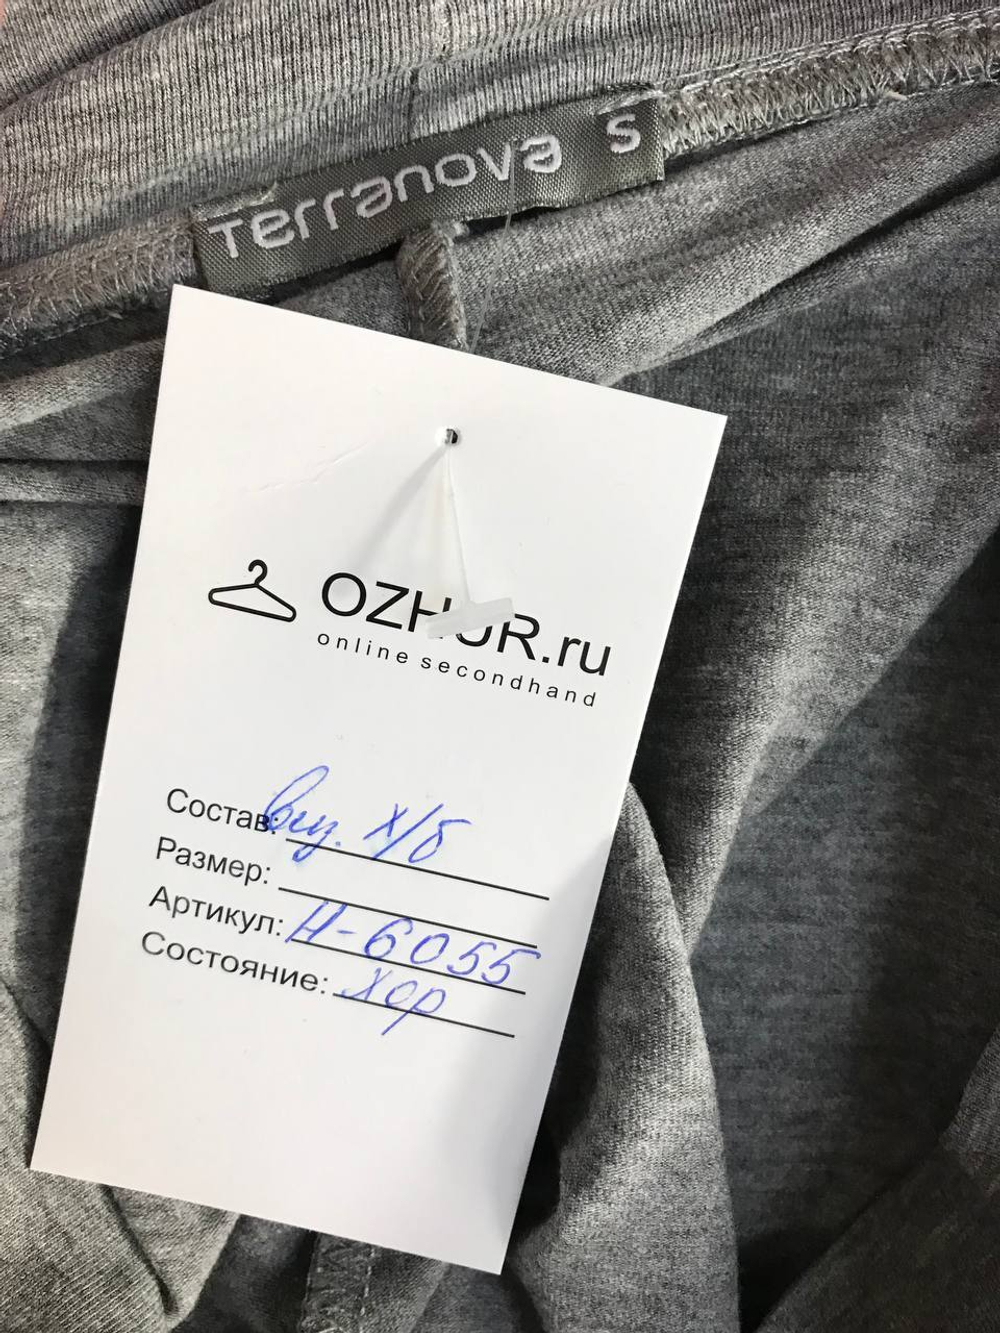 Terranova S
OZHUR.ru
online secondhand
Состав: виз. х/б
Размер:
Артикул: Н-6055
Состояние: хор